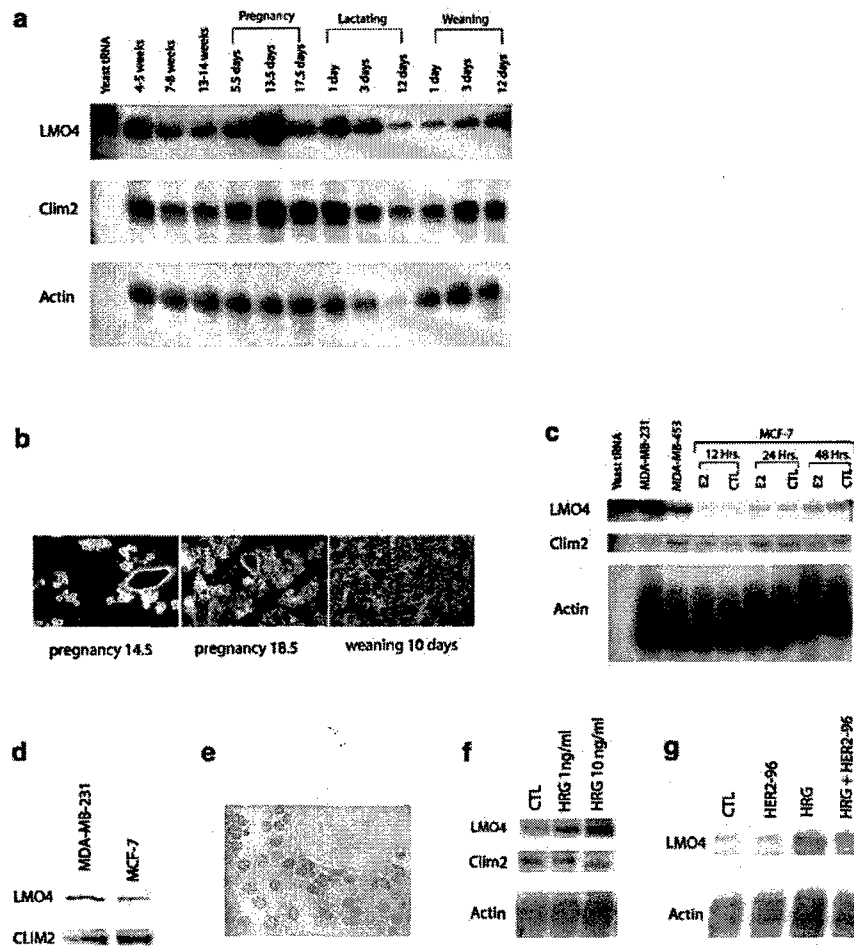 a
Pregnancy
Lactating
Weaning
Yeast tRNA
4-5 weeks
7-8 weeks
13-14 weeks
5.5 days
13.5 days
17.5 days
1 day
3 days
12 days
1 day
3 days
12 days
LMO4
Clim2
Actin
b
pregnancy 14.5
pregnancy 18.5
weaning 10 days
c
MCF-7
12 Hrs.
24 Hrs.
48 Hrs.
Yeast tRNA
MDA-MB-231
MDA-MB-453
E2
CTL
E2
CTL
E2
CTL
LMO4
Clim2
Actin
d
MDA-MB-231
MCF-7
LMO4
CLIM2
e
f
CTL
HRG 1 ng/ml
HRG 10 ng/ml
LMO4
Clim2
Actin
g
CTL
HER2-96
HRG
HRG + HER2-96
LMO4
Actin